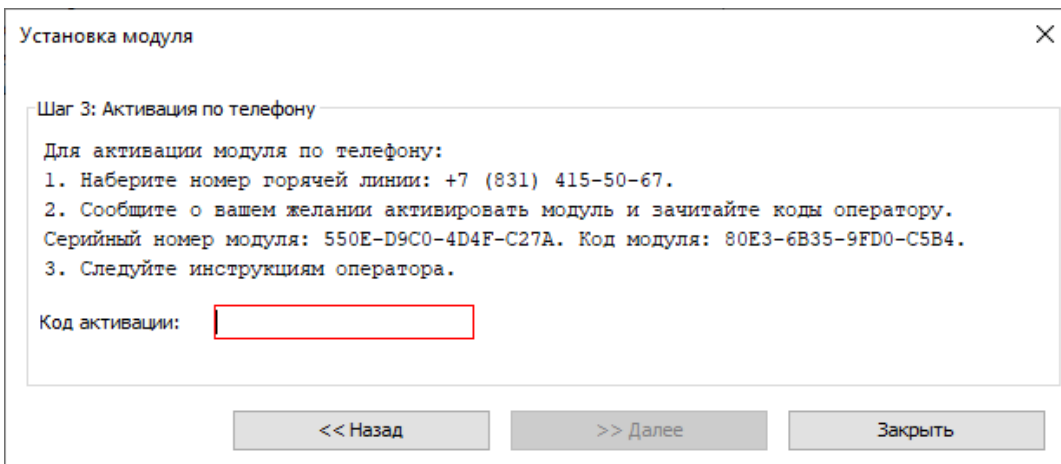 Установка модуля
Шаг 3: Активация по телефону
Для активации модуля по телефону:
1. Наберите номер горячей линии: +7 (831) 415-50-67.
2. Сообщите о вашем желании активировать модуль и зачитайте коды оператору.
Серийный номер модуля: 550E-D9C0-4D4F-C27A. Код модуля: 80E3-6B35-9FD0-C5B4.
3. Следуйте инструкциям оператора.
Код активации:
<< Назад >> Далее Закрыть